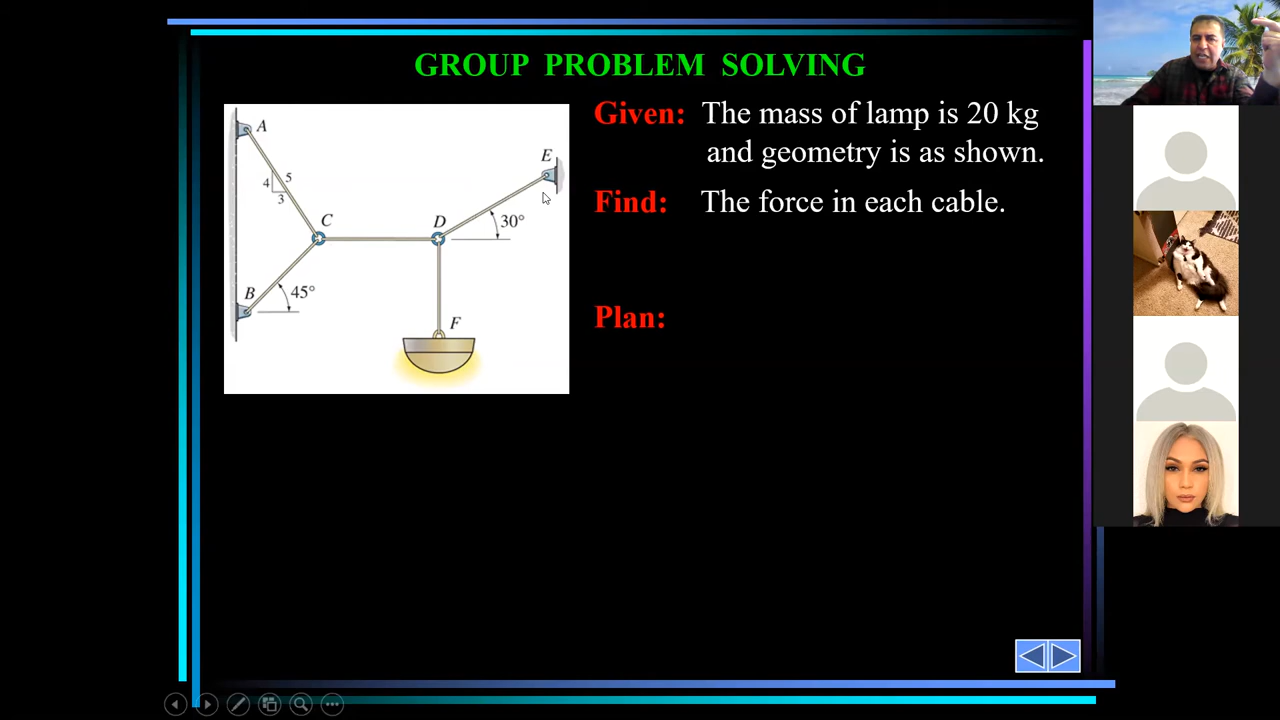 GROUP PROBLEM SOLVING
Given: The mass of lamp is 20 kg
and geometry is as shown.
Find: The force in each cable.
Plan:
A
E
5
4
3
C
D
30°
B
45°
F